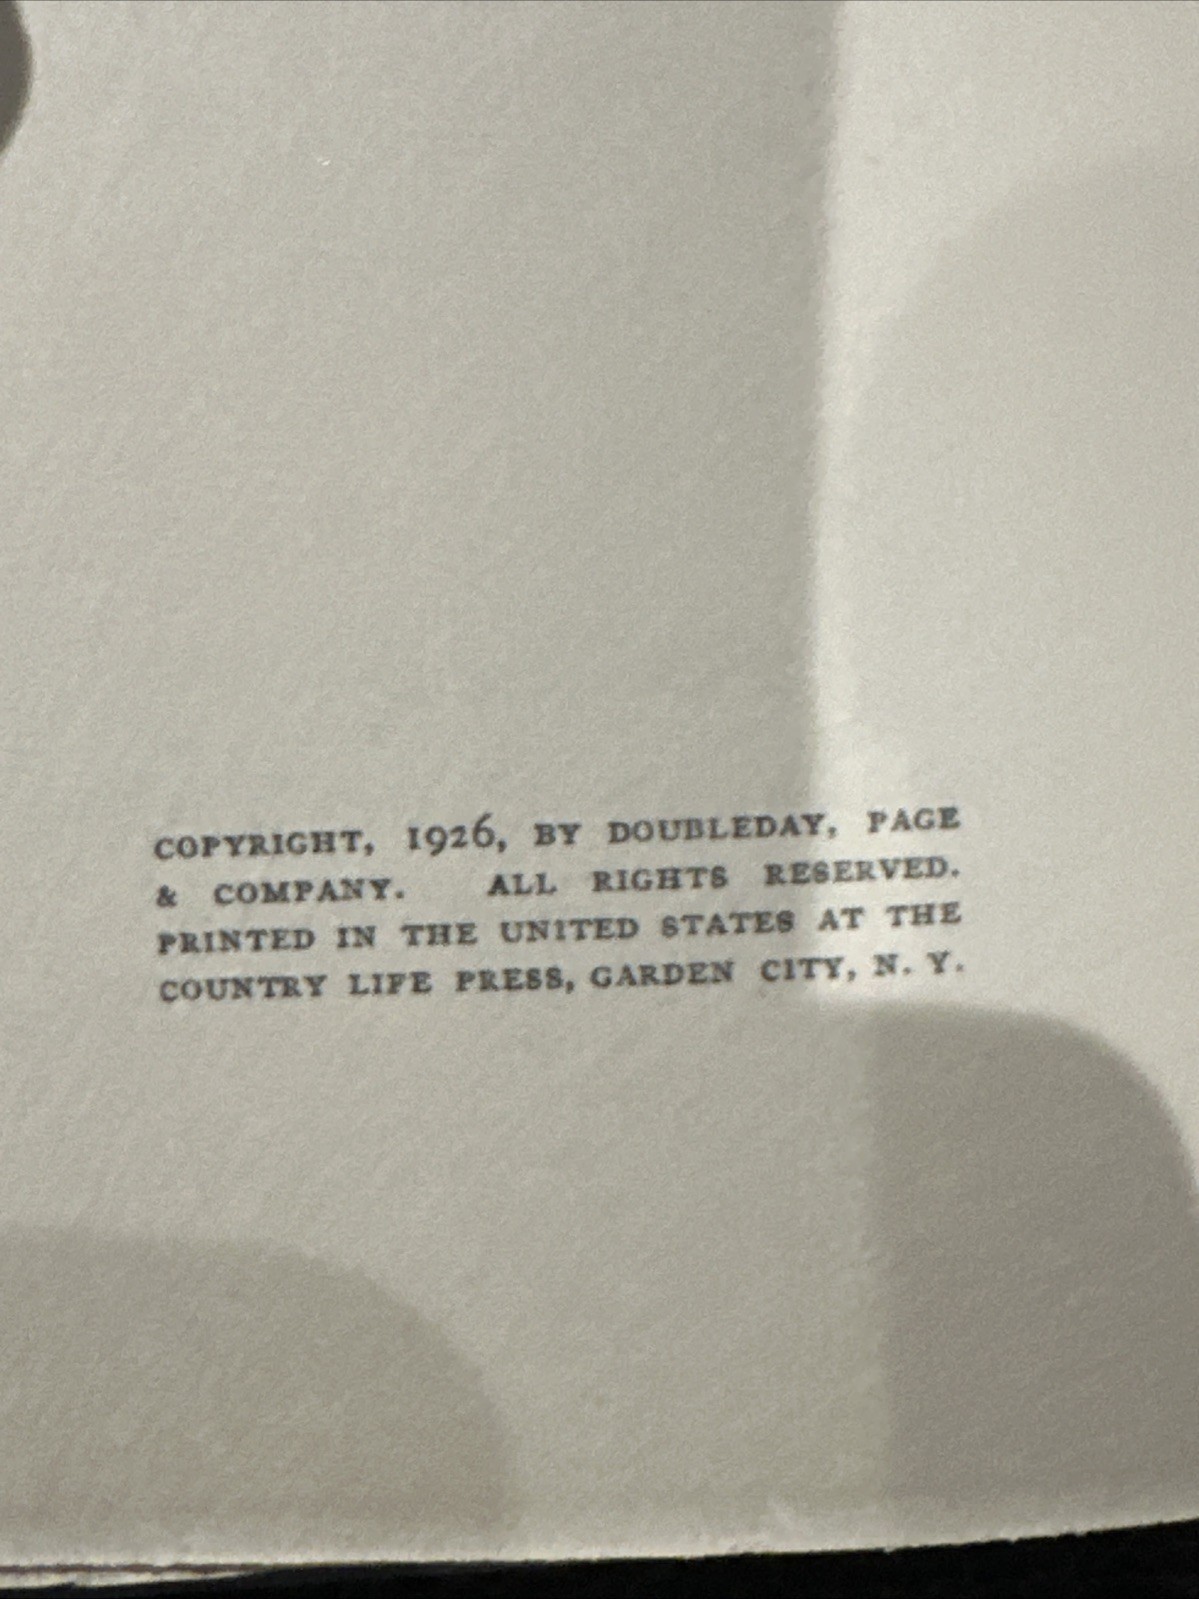 COPYRIGHT, 1926, BY DOUBLEDAY, PAGE
& COMPANY. ALL RIGHTS RESERVED.
PRINTED IN THE UNITED STATES AT THE
COUNTRY LIFE PRESS, GARDEN CITY, N. Y.